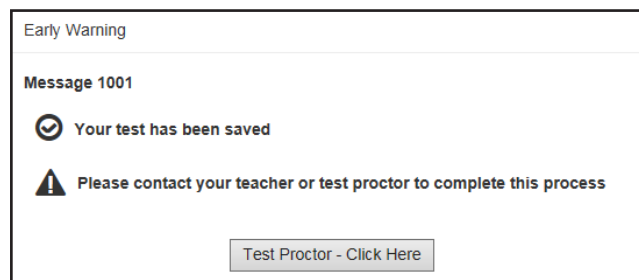 Early Warning
Message 1001
Your test has been saved
Please contact your teacher or test proctor to complete this process
Test Proctor - Click Here